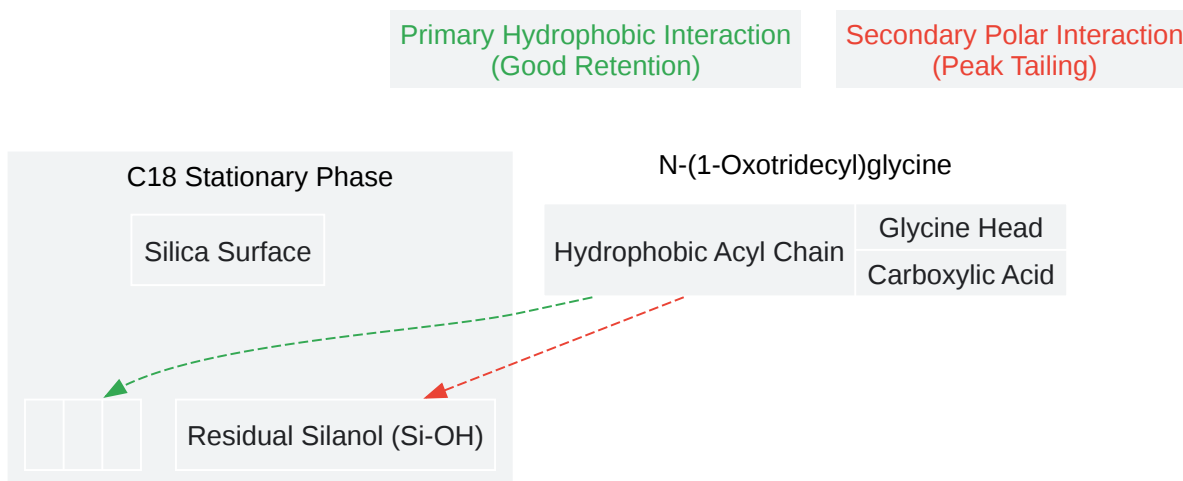 Primary Hydrophobic Interaction
(Good Retention)
Secondary Polar Interaction
(Peak Tailing)
C18 Stationary Phase
Silica Surface
Residual Silanol (Si-OH)
N-(1-Oxotridecyl)glycine
Hydrophobic Acyl Chain
Glycine Head
Carboxylic Acid